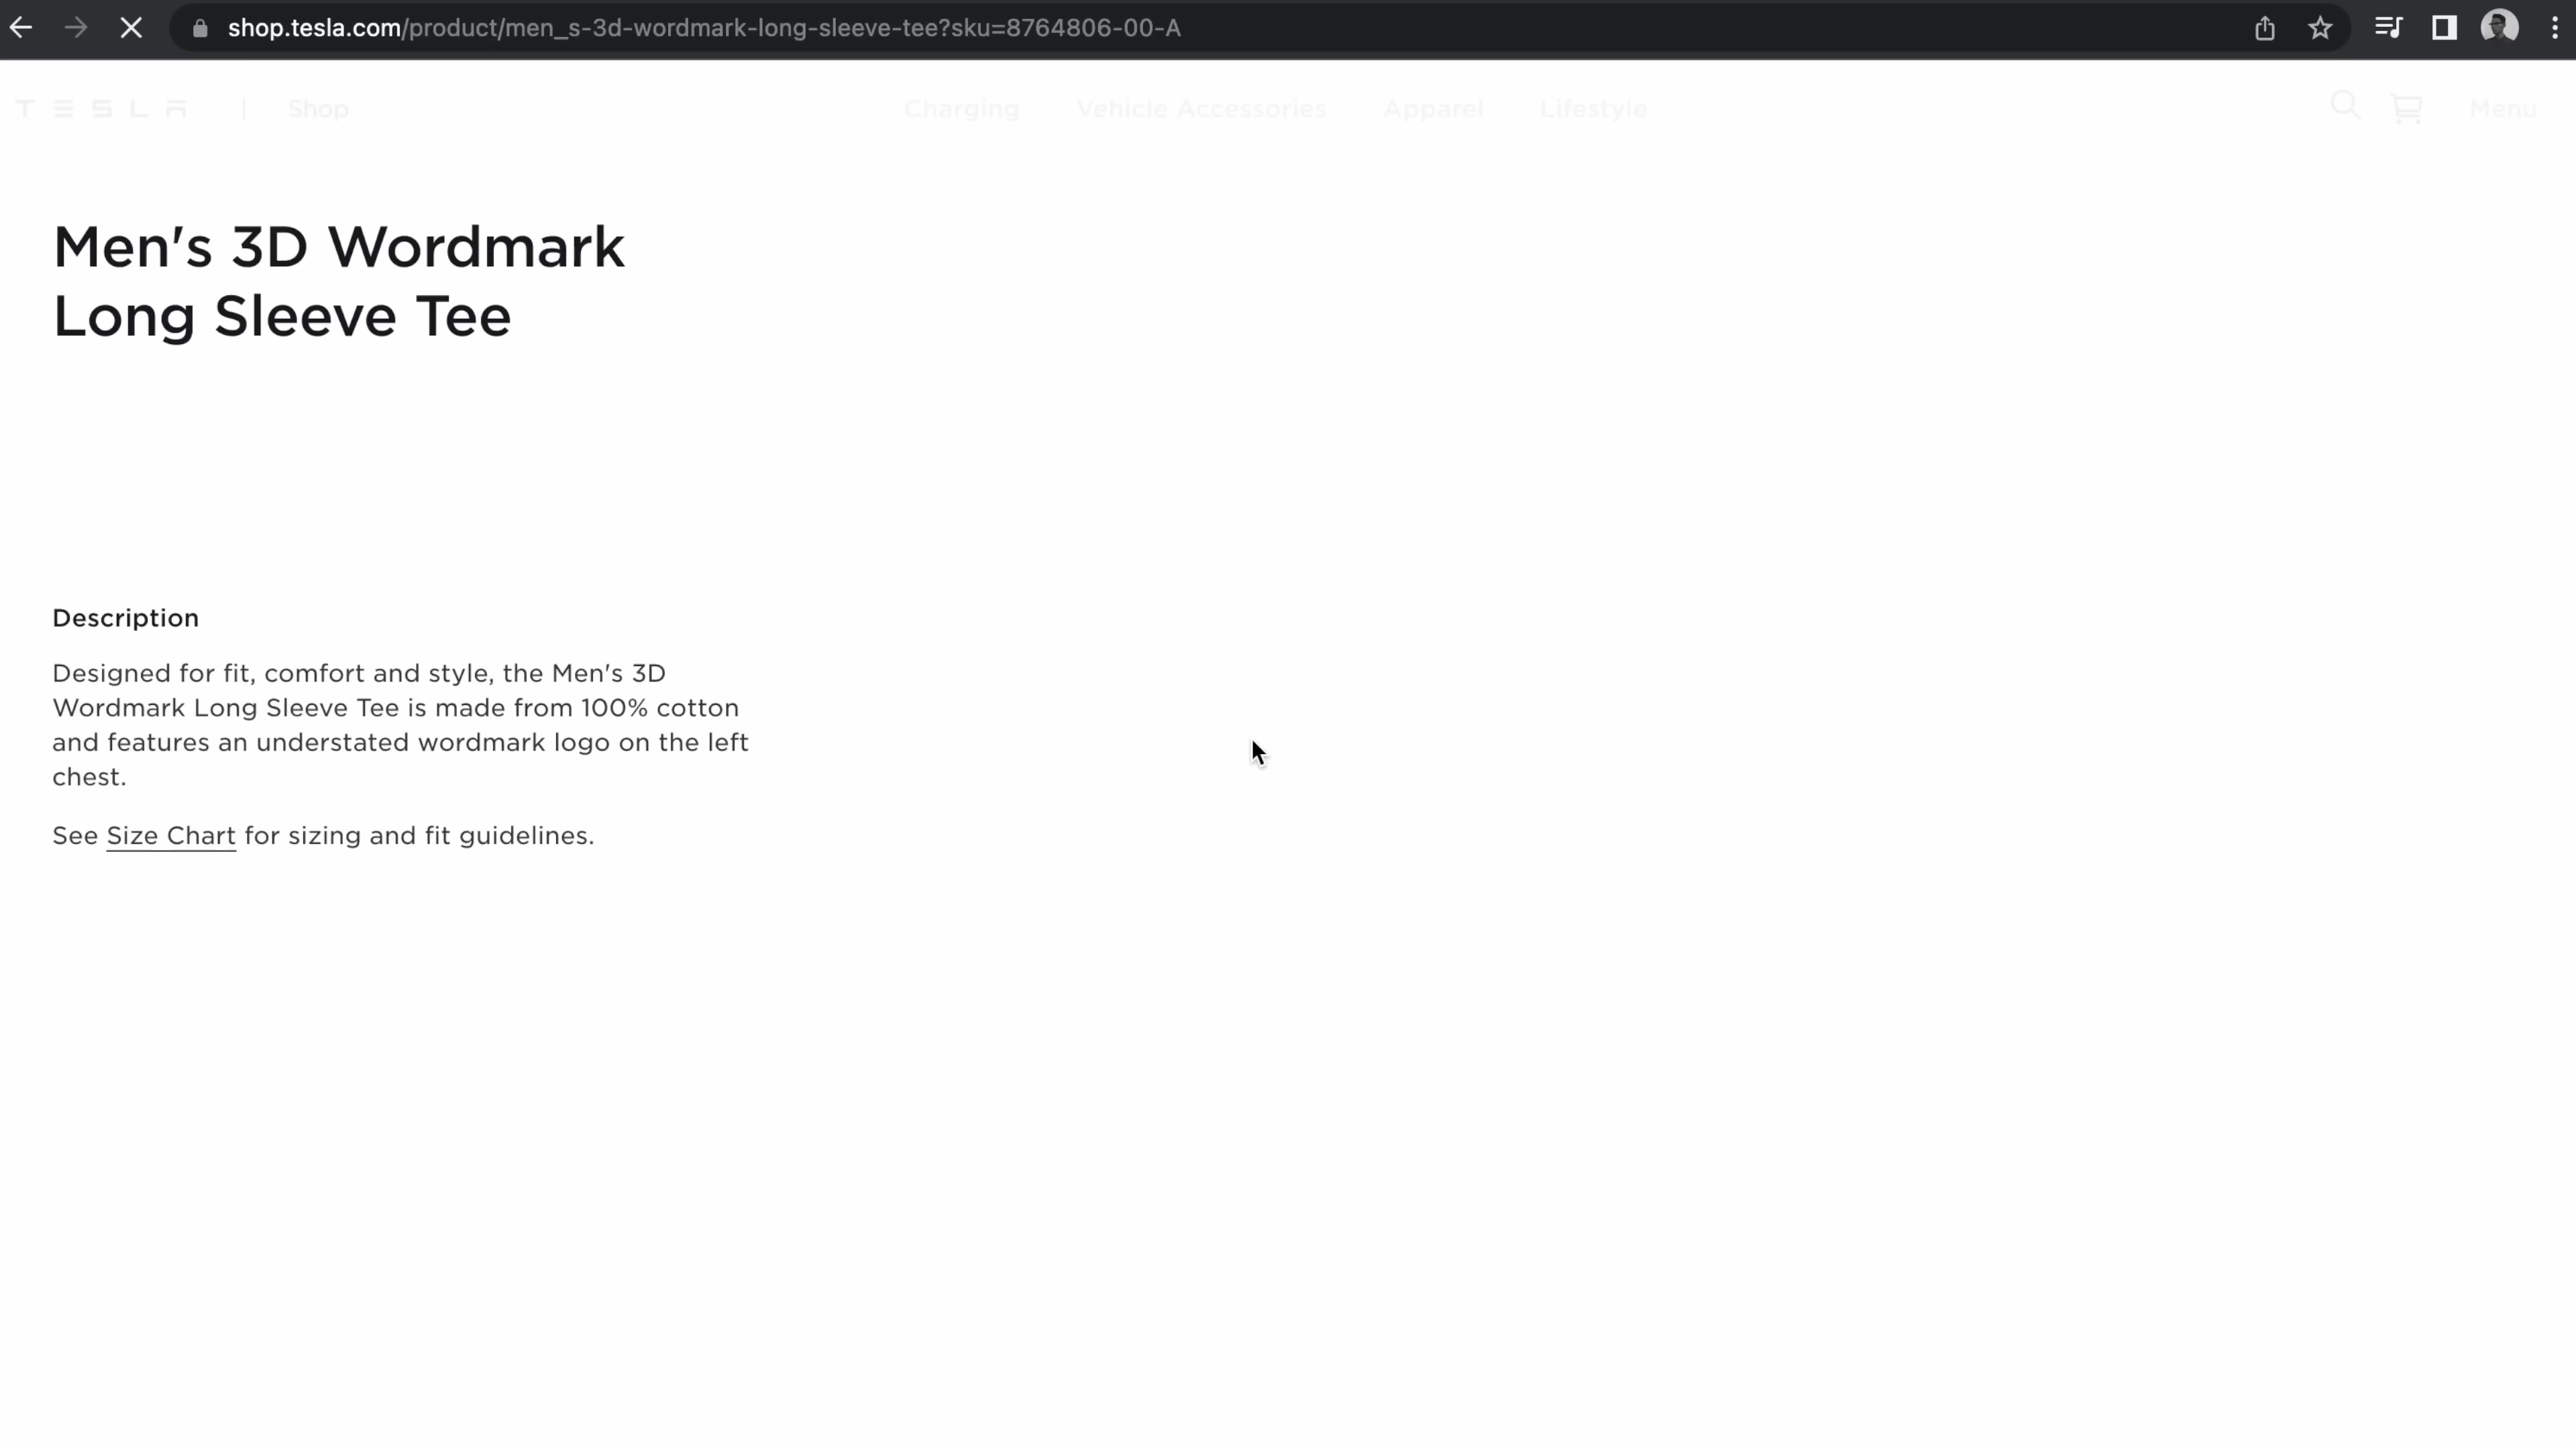 shop.tesla.com/product/men_s-3d-wordmark-long-sleeve-tee?sku=8764806-00-A
TESLA | Shop Charging Vehicle Accessories Apparel Lifestyle Menu
Men's 3D Wordmark
Long Sleeve Tee
Description
Designed for fit, comfort and style, the Men's 3D
Wordmark Long Sleeve Tee is made from 100% cotton
and features an understated wordmark logo on the left
chest.
See Size Chart for sizing and fit guidelines.